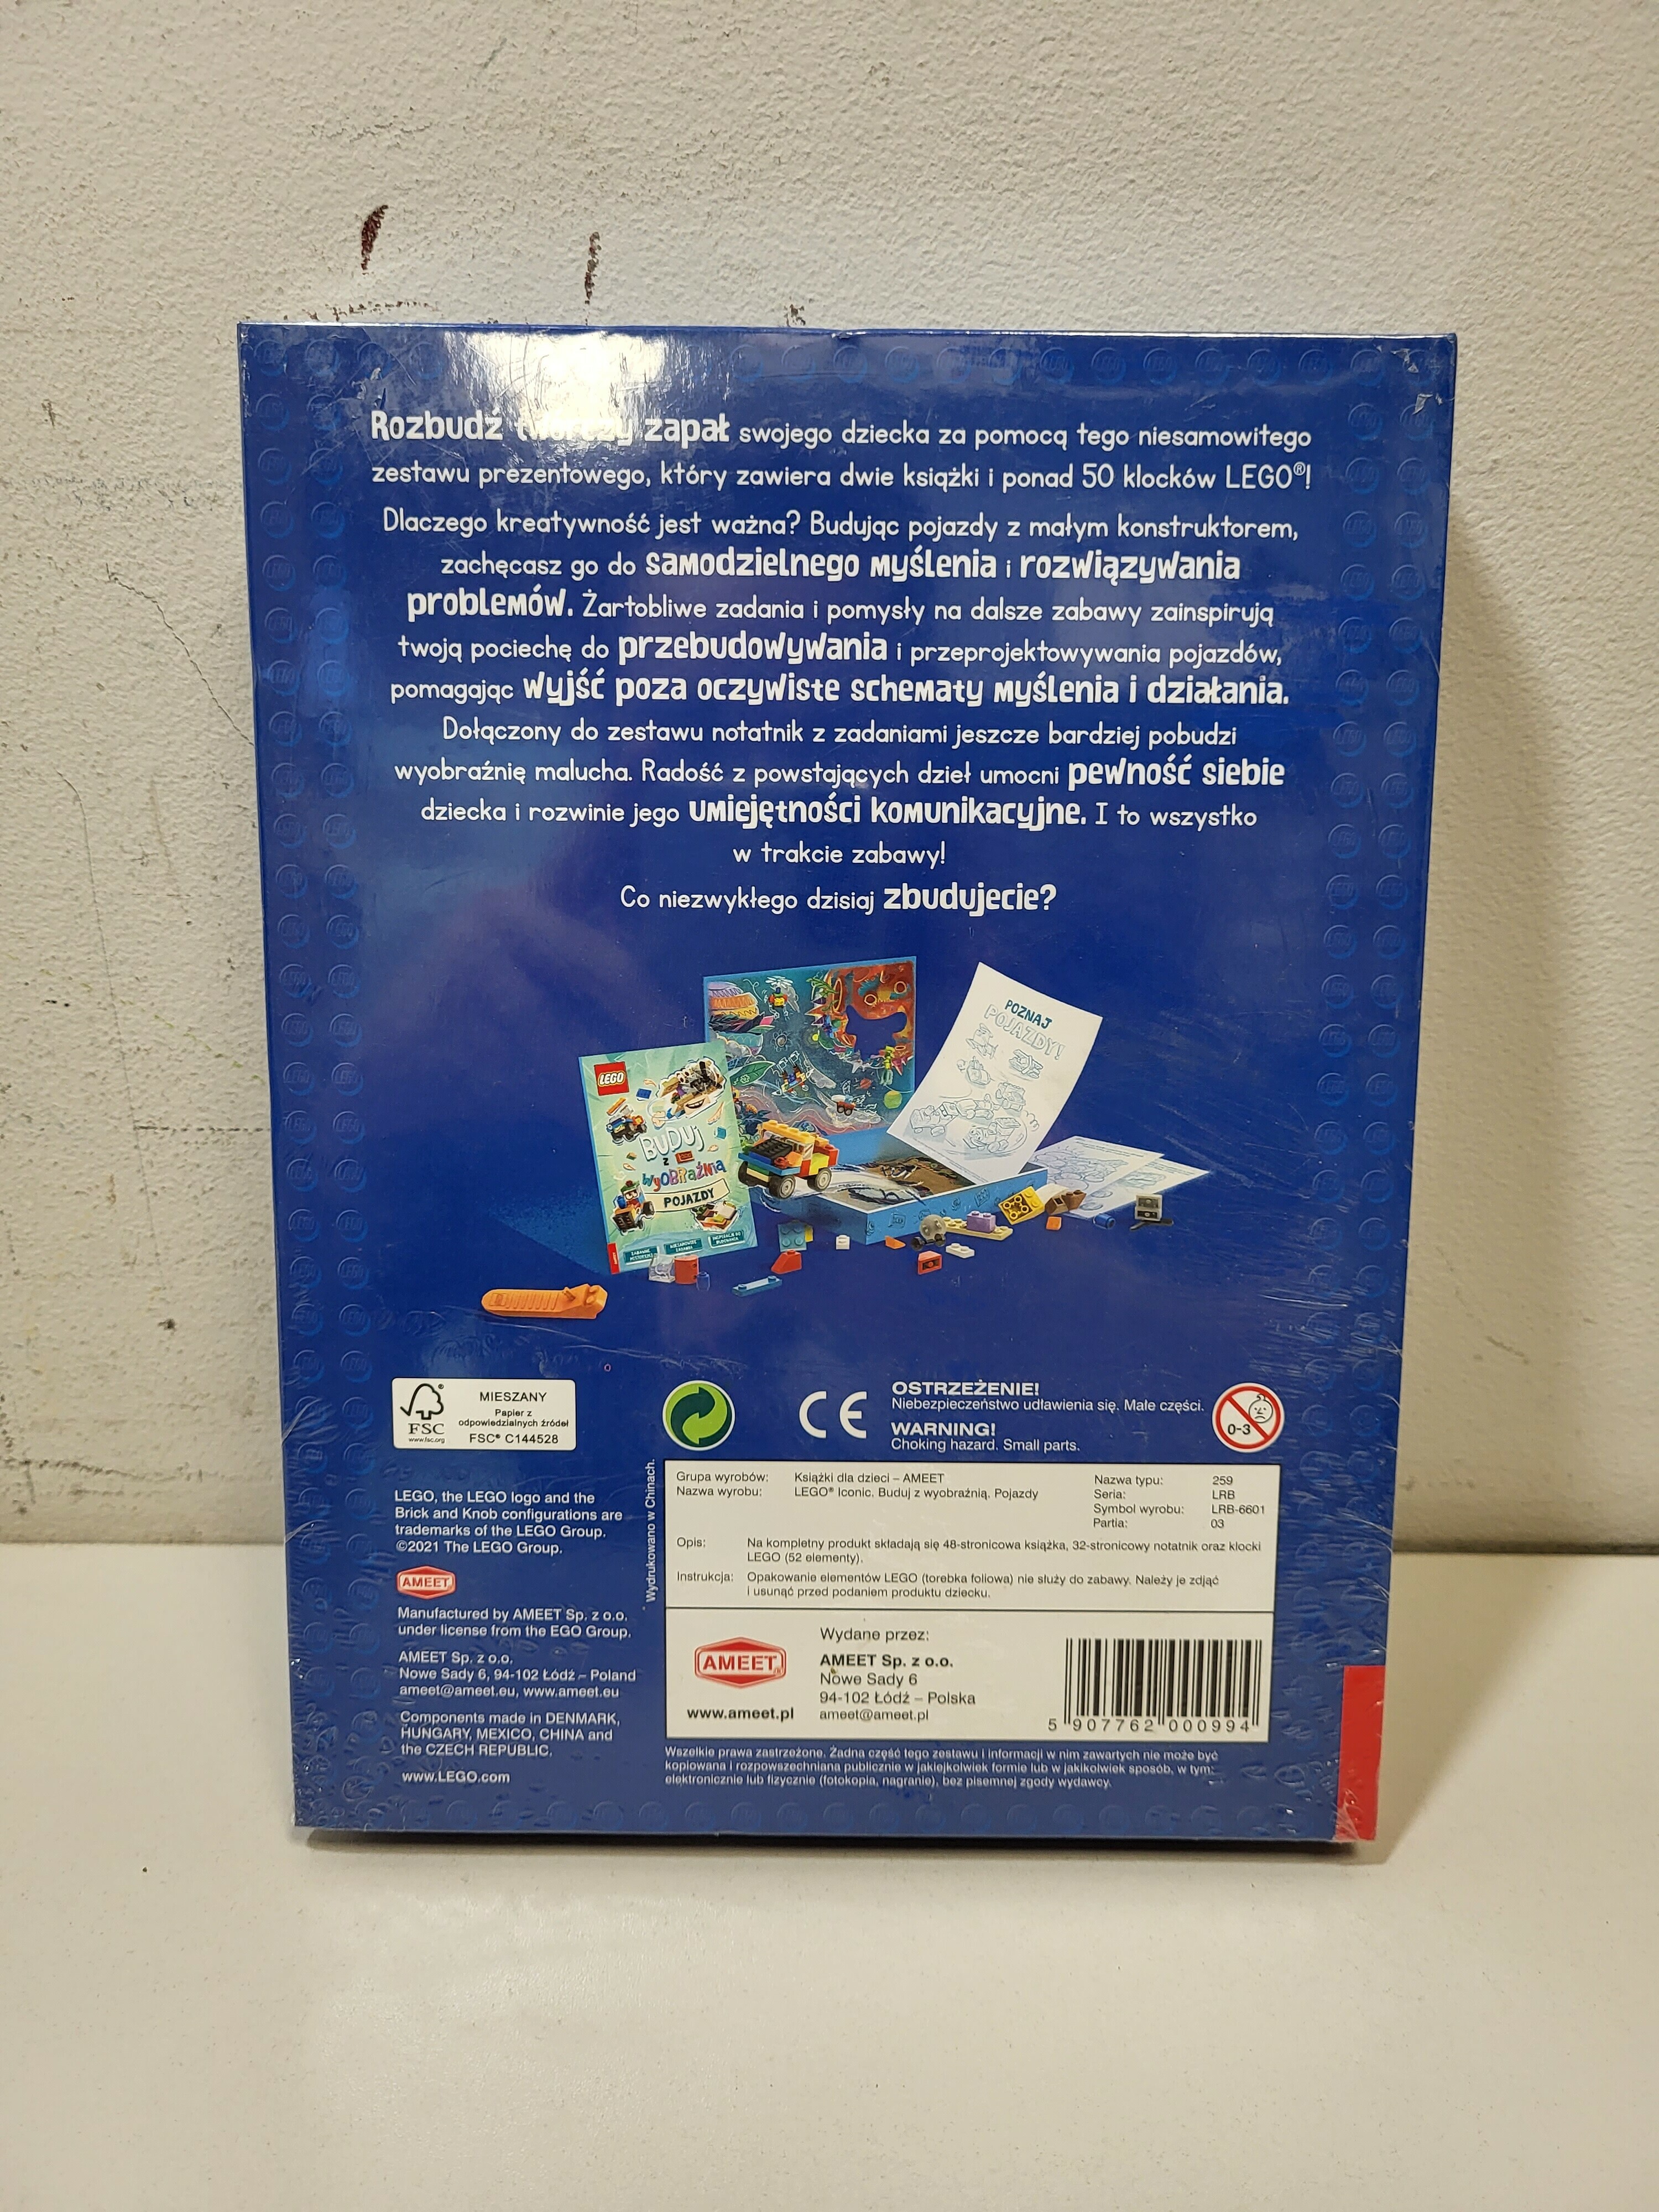 Rozbudź twórczy zapał swojego dziecka za pomocą tego niesamowitego
zestawu prezentowego, który zawiera dwie książki i ponad 50 klocków LEGO®!
Dlaczego kreatywność jest ważna? Budując pojazdy z małym konstruktorem,
zachęcasz go do samodzielnego myślenia i rozwiązywania
problemów. Żartobliwe zadania i pomysły na dalsze zabawy zainspirują
twoją pociechę do przebudowywania i przeprojektowywania pojazdów,
pomagając wyjść poza oczywiste schematy myślenia i działania.
Dołączony do zestawu notatnik z zadaniami jeszcze bardziej pobudzi
wyobraźnię malucha. Radość z powstających dzieł umocni pewność siebie
dziecka i rozwinie jego umiejętności komunikacyjne. I to wszystko
w trakcie zabawy!
Co niezwykłego dzisiaj zbudujecie?
POZNAJ
POJAZDY!
LEGO
BUDUJ
Z
WYOBRAŹNIĄ
POJAZDY
FSC®
www.fsc.org
MIESZANY
Papier z
odpowiedzialnych źródeł
FSC® C144528
CE
OSTRZEŻENIE!
Niebezpieczeństwo udławienia się. Małe części.
WARNING!
Choking hazard. Small parts.
0-3
LEGO, the LEGO logo and the
Brick and Knob configurations are
trademarks of the LEGO Group.
©2021 The LEGO Group.
AMEET
Manufactured by AMEET Sp. z o.o.
under license from the EGO Group.
AMEET Sp. z o.o.
Nowe Sady 6, 94-102 Łódź – Poland
ameet@ameet.eu, www.ameet.eu
Components made in DENMARK,
HUNGARY, MEXICO, CHINA and
the CZECH REPUBLIC.
www.LEGO.com
Wydrukowano w Chinach.
Grupa wyrobów: Książki dla dzieci – AMEET
Nazwa wyrobu: LEGO® Iconic. Buduj z wyobraźnią. Pojazdy
Nazwa typu: 259
Seria: LRB
Symbol wyrobu: LRB-6601
Partia: 03
Opis: Na kompletny produkt składają się 48-stronicowa książka, 32-stronicowy notatnik oraz klocki
LEGO (52 elementy).
Instrukcja: Opakowanie elementów LEGO (torebka foliowa) nie służy do zabawy. Należy je zdjąć
i usunąć przed podaniem produktu dziecku.
AMEET
www.ameet.pl
Wydane przez:
AMEET Sp. z o.o.
Nowe Sady 6
94-102 Łódź – Polska
ameet@ameet.pl
5 907762 000994
Wszelkie prawa zastrzeżone. Żadna część tego zestawu i informacji w nim zawartych nie może być
kopiowana i rozpowszechniana publicznie w jakiejkolwiek formie lub w jakikolwiek sposób, w tym:
elektronicznie lub fizycznie (fotokopia, nagranie), bez pisemnej zgody wydawcy.